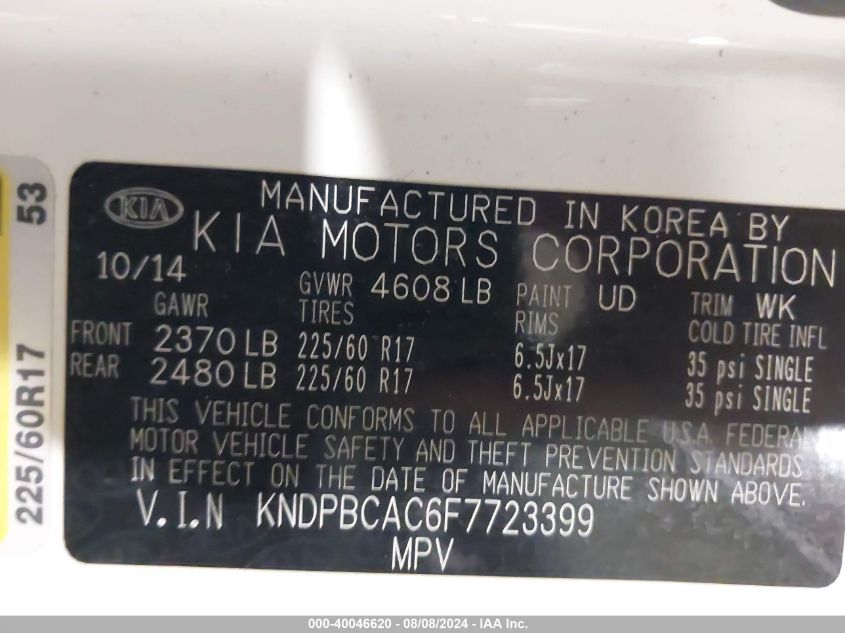 53
225/60R17
KIA
MANUFACTURED IN KOREA BY
KIA MOTORS CORPORATION
10/14
GVWR 4608 LB PAINT UD TRIM WK
GAWR TIRES RIMS COLD TIRE INFL
FRONT 2370 LB 225/60 R17 6.5Jx17 35 psi SINGLE
REAR 2480 LB 225/60 R17 6.5Jx17 35 psi SINGLE
THIS VEHICLE CONFORMS TO ALL APPLICABLE U.S.A. FEDERAL
MOTOR VEHICLE SAFETY AND THEFT PREVENTION STANDARDS
IN EFFECT ON THE DATE OF MANUFACTURE SHOWN ABOVE.
V.I.N KNDPBCAC6F7723399
MPV
000-40046620 - 08/08/2024 - IAA Inc.